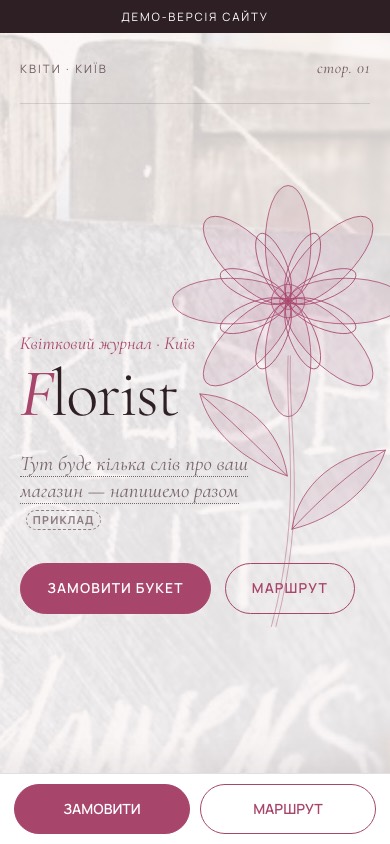 ДЕМО-ВЕРСІЯ САЙТУ
КВІТИ · КИЇВ
стор. 01
Квітковий журнал · Київ
Florist
Тут буде кілька слів про ваш
магазин — напишемо разом
ПРИКЛАД
ЗАМОВИТИ БУКЕТ
МАРШРУТ
ЗАМОВИТИ
МАРШРУТ